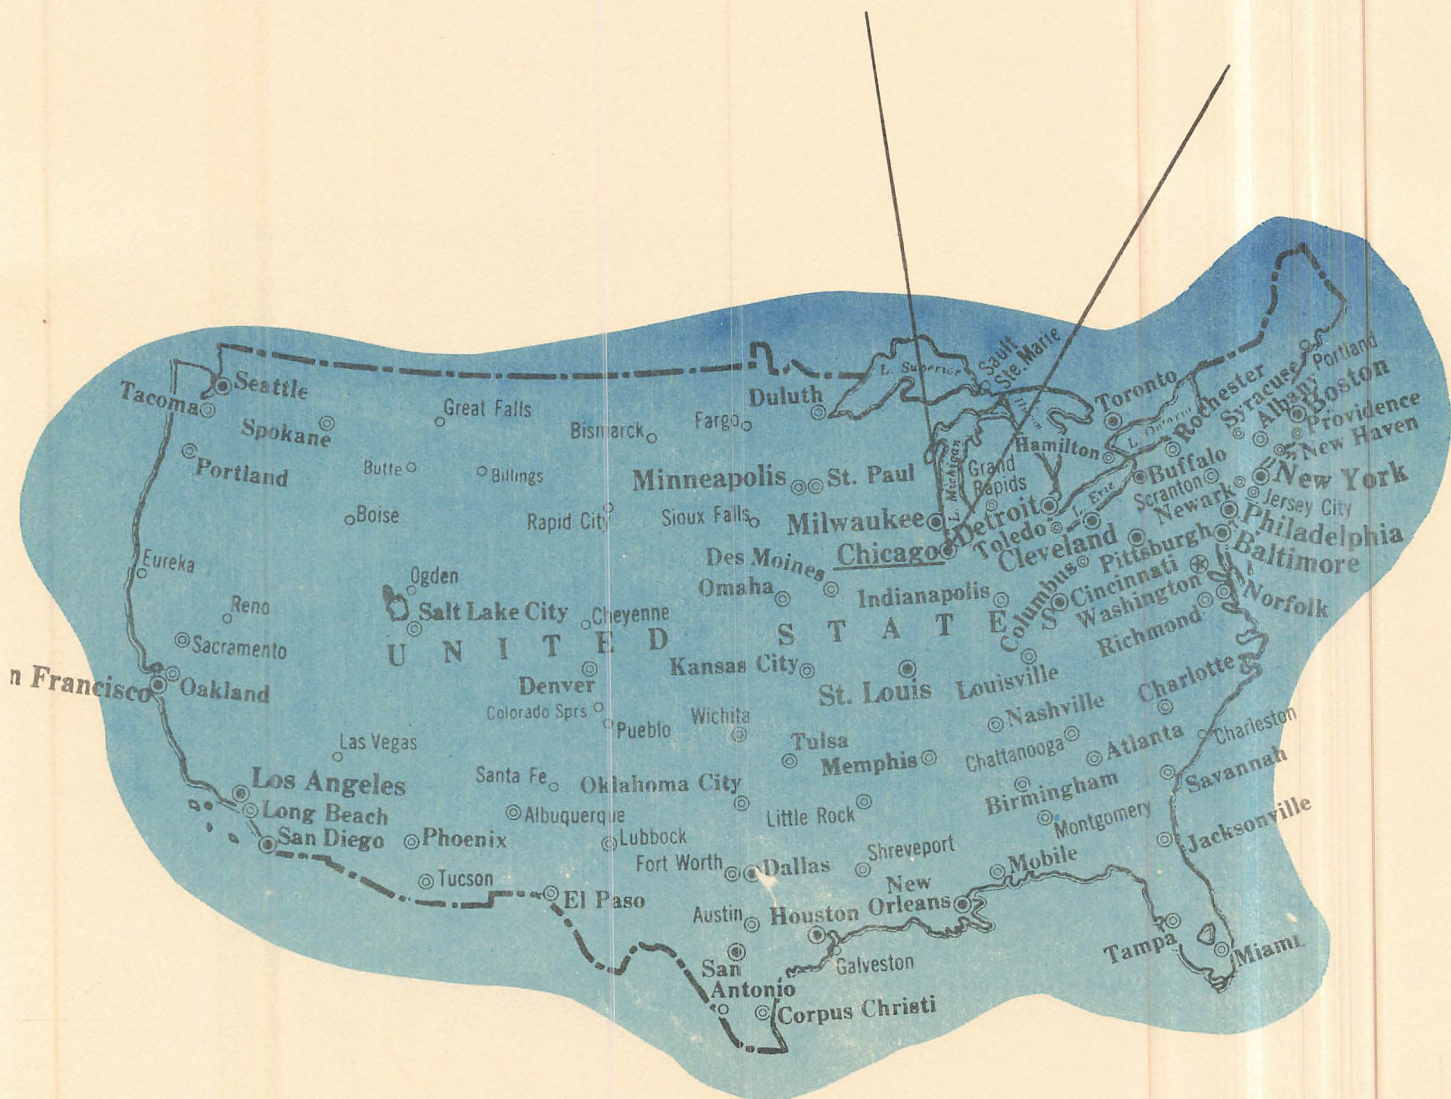 Seattle
Tacoma
Spokane
Portland
Great Falls
Butte
Billings
Boise
Bismarck
Fargo
Duluth
L. Superior
Sault
Ste. Marie
Minneapolis
St. Paul
Rapid City
Sioux Falls
Milwaukee
L. Michigan
Grand
Rapids
Chicago
Detroit
Toledo
Cleveland
L. Erie
Hamilton
Toronto
L. Ontario
Rochester
Syracuse
Albany
Portland
Boston
Providence
New Haven
Buffalo
Scranton
New York
Newark
Jersey City
Philadelphia
Pittsburgh
Baltimore
Eureka
Ogden
Reno
Salt Lake City
Cheyenne
Des Moines
Omaha
Indianapolis
Columbus
Cincinnati
Washington
Norfolk
Richmond
UNITED STATES
Sacramento
n Francisco
Oakland
Denver
Colorado Sprs
Pueblo
Kansas City
St. Louis
Louisville
Charlotte
Wichita
Nashville
Las Vegas
Tulsa
Memphis
Chattanooga
Atlanta
Charleston
Los Angeles
Long Beach
San Diego
Santa Fe
Albuquerque
Oklahoma City
Little Rock
Birmingham
Montgomery
Savannah
Jacksonville
Phoenix
Tucson
Lubbock
Fort Worth
Dallas
Shreveport
Mobile
El Paso
Austin
Houston
New
Orleans
San
Antonio
Galveston
Corpus Christi
Tampa
Miami